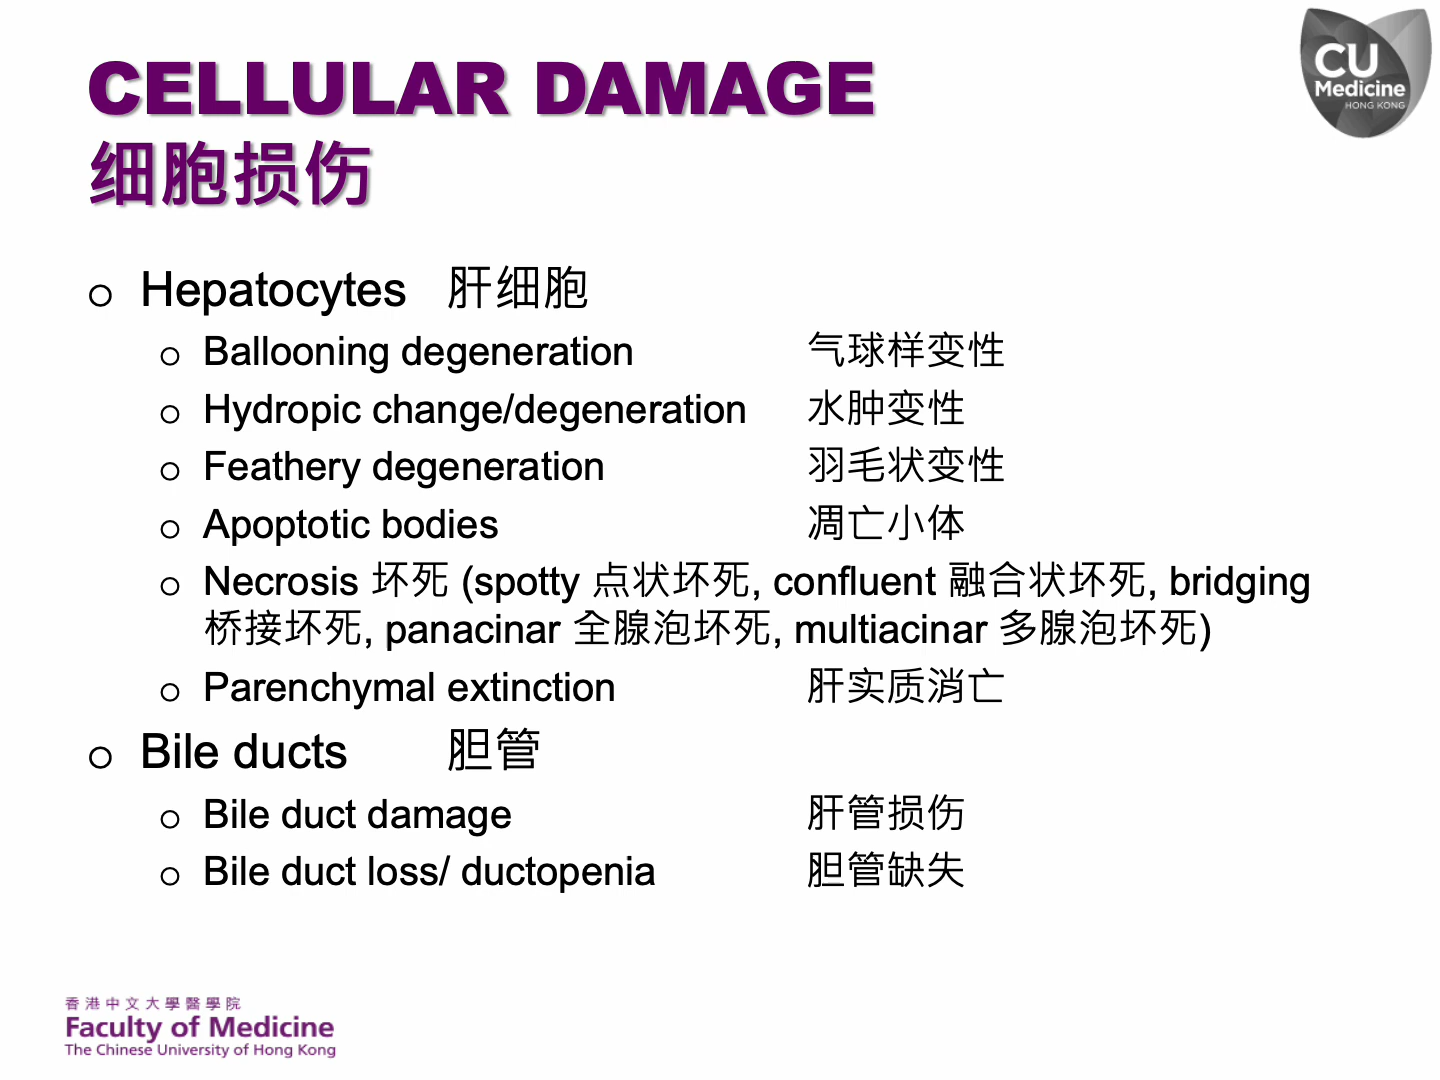 CELLULAR DAMAGE
细胞损伤
CU
Medicine
HONG KONG
Hepatocytes 肝细胞
Ballooning degeneration 气球样变性
Hydropic change/degeneration 水肿变性
Feathery degeneration 羽毛状变性
Apoptotic bodies 凋亡小体
Necrosis 坏死 (spotty 点状坏死, confluent 融合状坏死, bridging
桥接坏死, panacinar 全腺泡坏死, multiacinar 多腺泡坏死)
Parenchymal extinction 肝实质消亡
Bile ducts 胆管
Bile duct damage 肝管损伤
Bile duct loss/ ductopenia 胆管缺失
香港中文大學醫學院
Faculty of Medicine
The Chinese University of Hong Kong